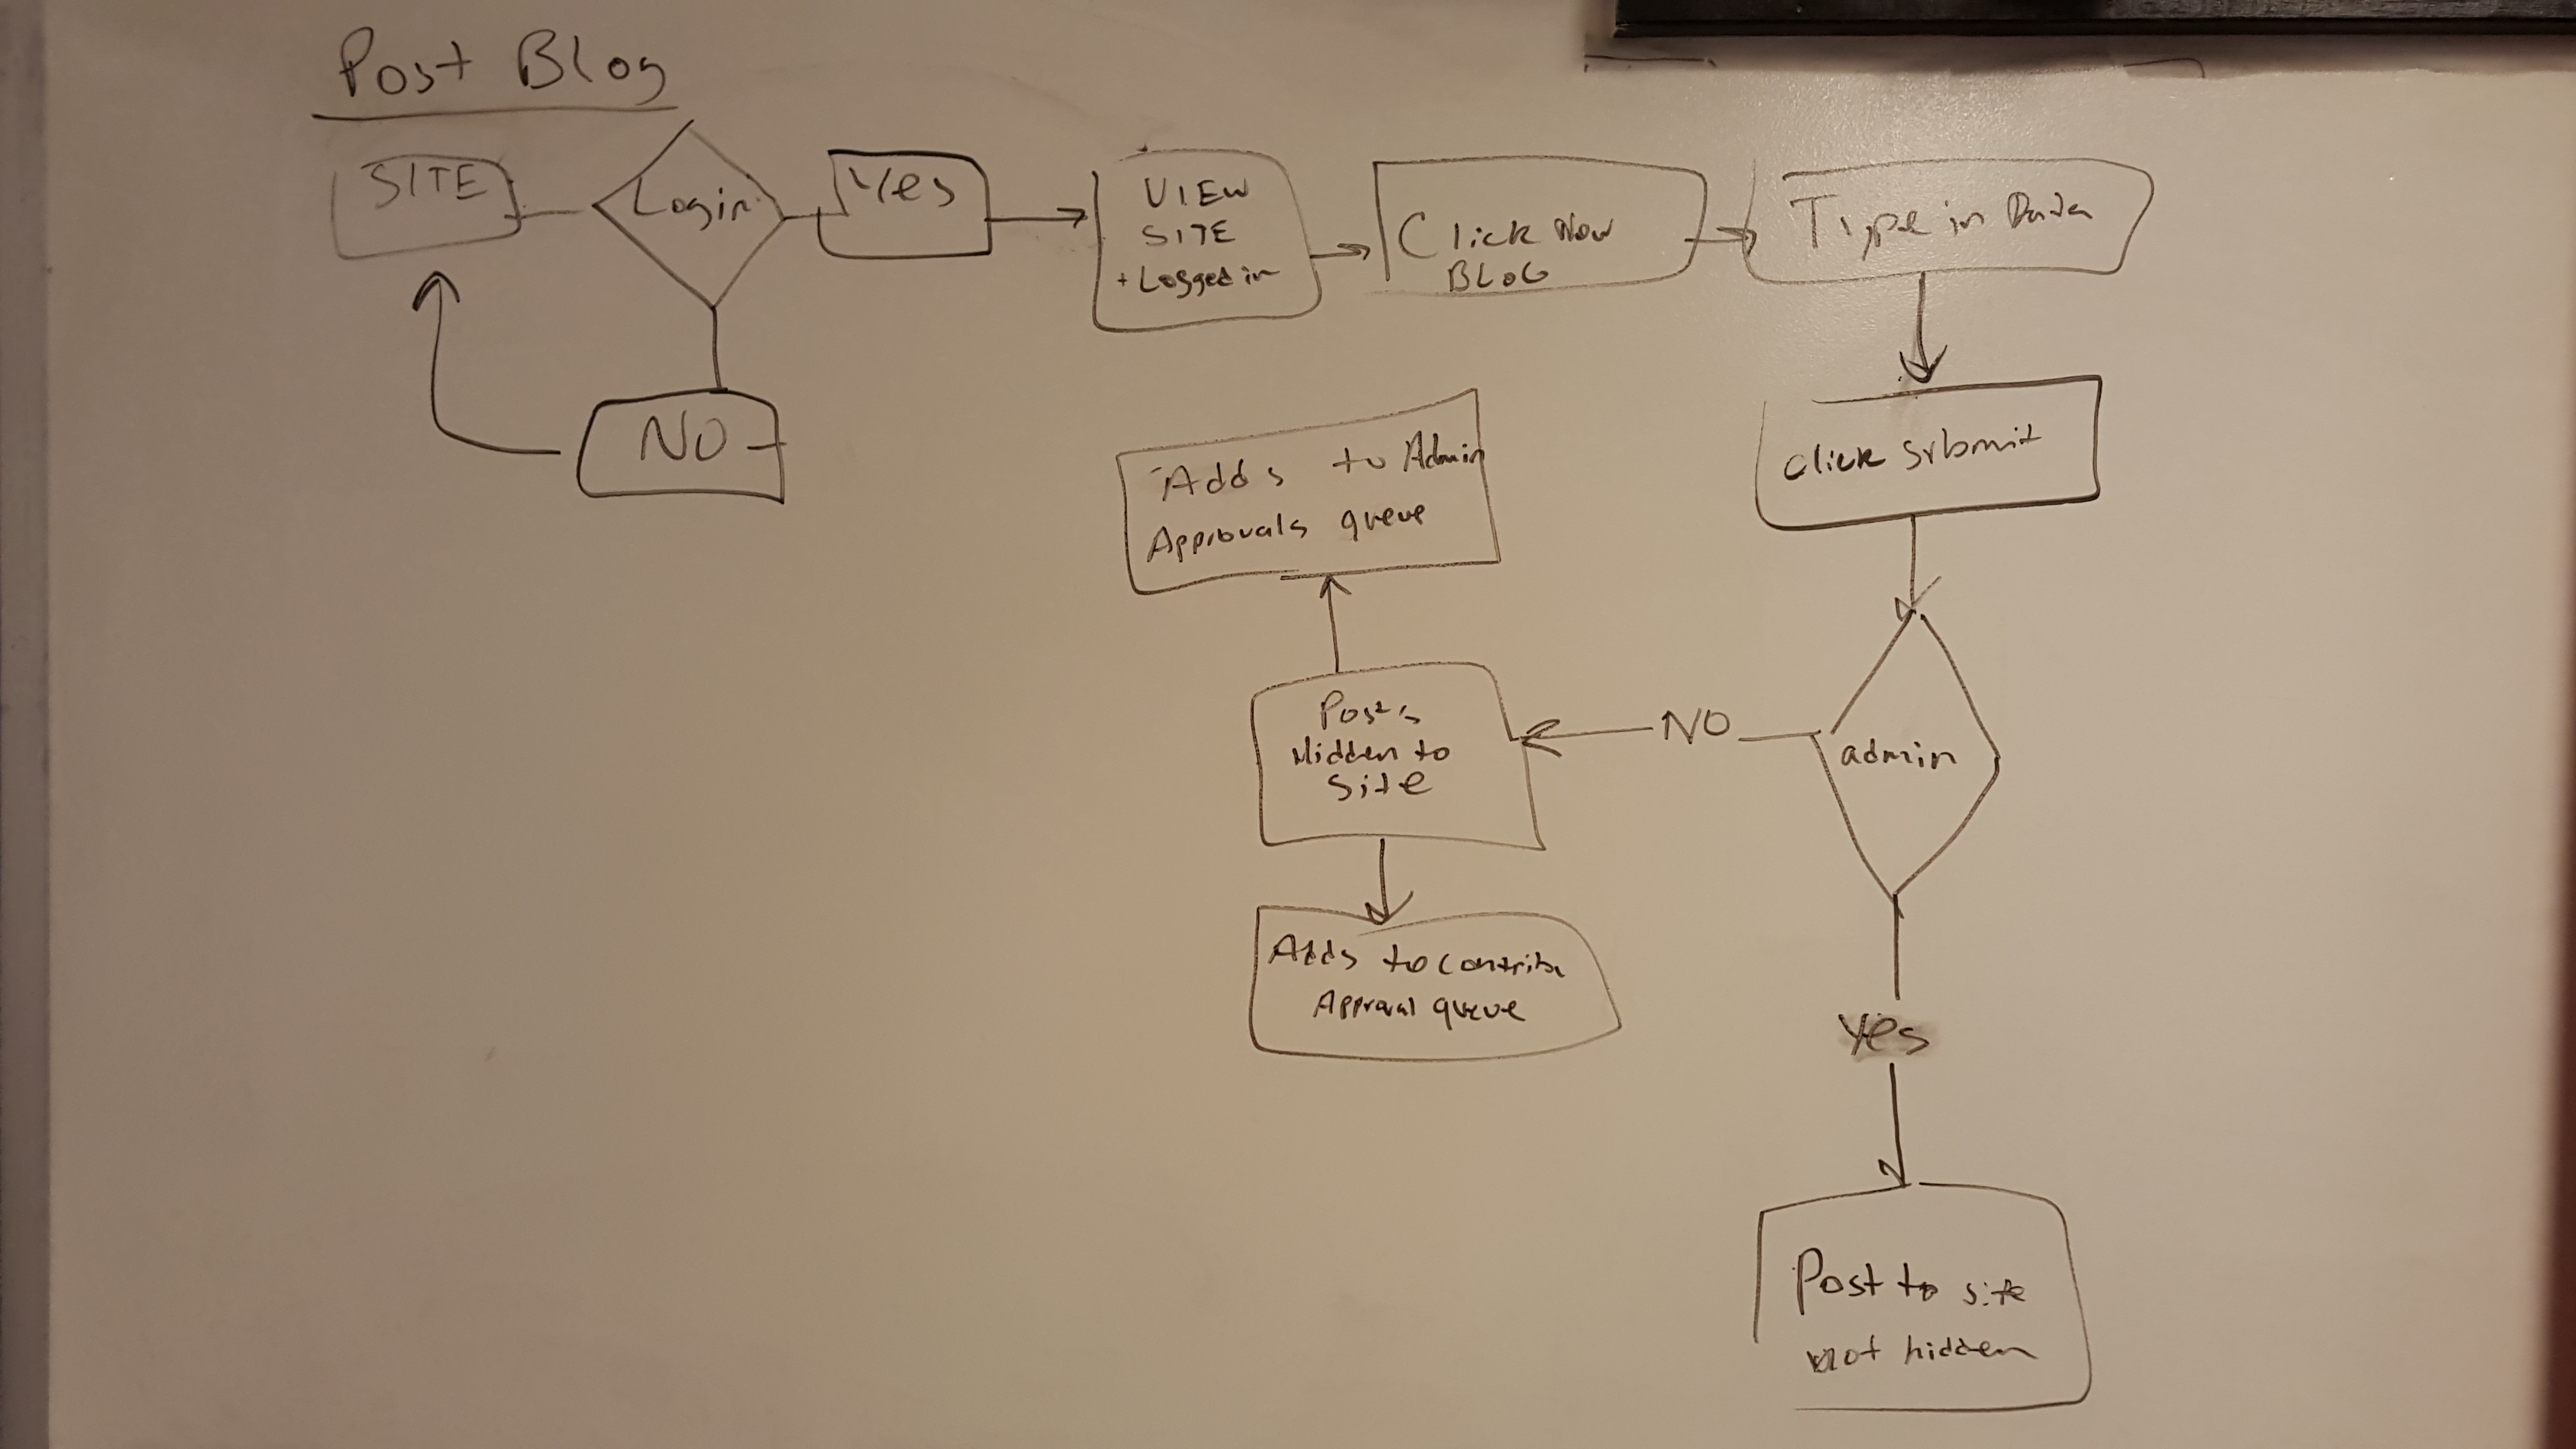 Post Blog
SITE
Login
Yes
VIEW
SITE
+ Logged in
Click New
BLOG
Type in Data
NO
Click submit
Adds to Admin
Approvals queue
admin
NO
Posts
Hidden to
Site
Adds to Contrib
Approval queue
Yes
Post to site
not hidden